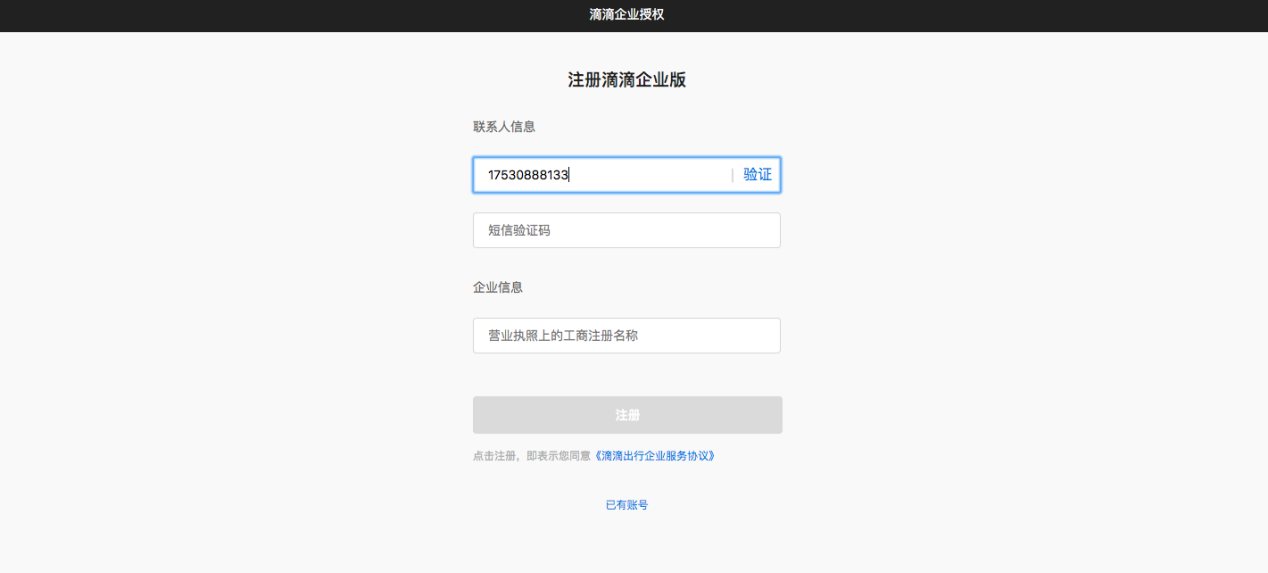 滴滴企业授权
注册滴滴企业版
联系人信息
17530888133 | 验证
短信验证码
企业信息
营业执照上的工商注册名称
注册
点击注册，即表示您同意《滴滴出行企业服务协议》
已有账号